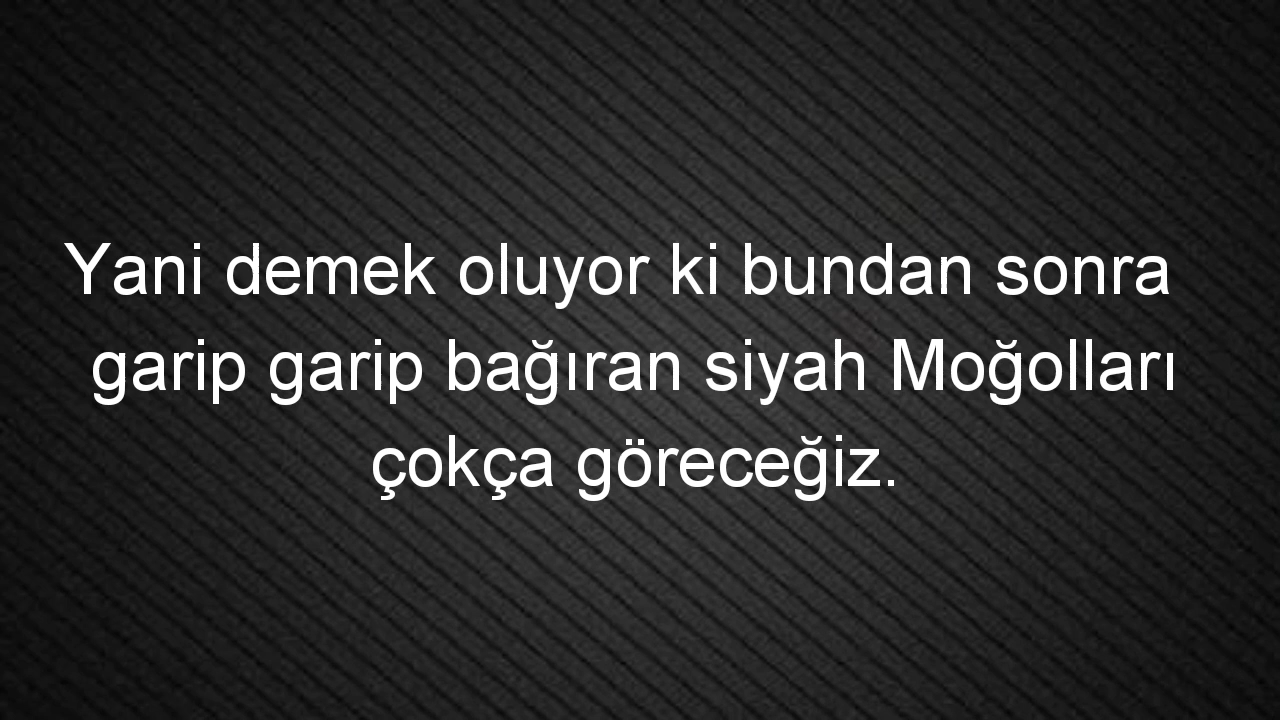 Yani demek oluyor ki bundan sonra
garip garip bağıran siyah Moğolları
çokça göreceğiz.